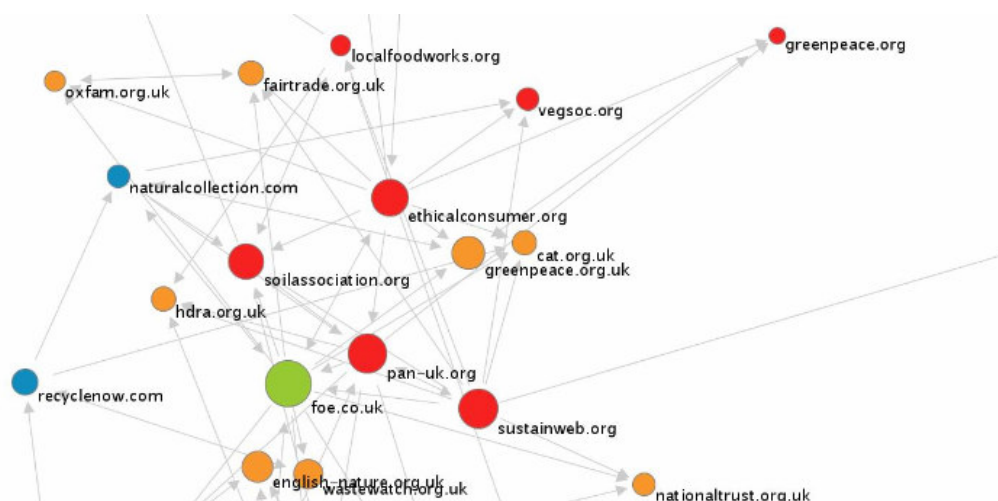 greenpeace.org
localfoodworks.org
fairtrade.org.uk
oxfam.org.uk
vegsoc.org
naturalcollection.com
ethicalconsumer.org
cat.org.uk
greenpeace.org.uk
soilassociation.org
hdra.org.uk
pan-uk.org
recyclenow.com
foe.co.uk
sustainweb.org
english-nature.org.uk
wastewatch.org.uk
nationaltrust.org.uk